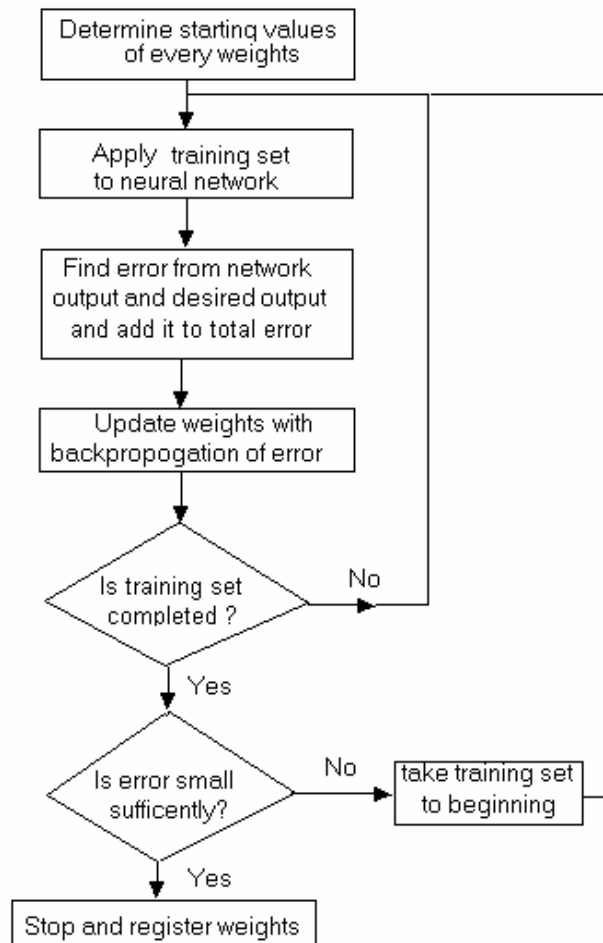 Determine starting values
of every weights
Apply training set
to neural network
Find error from network
output and desired output
and add it to total error
Update weights with
backpropogation of error
Is training set
completed ?
No
Yes
Is error small
sufficently?
No
take training set
to beginning
Yes
Stop and register weights